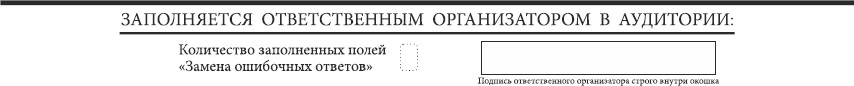 ЗАПОЛНЯЕТСЯ ОТВЕТСТВЕННЫМ ОРГАНИЗАТОРОМ В АУДИТОРИИ:
Количество заполненных полей
«Замена ошибочных ответов»
Подпись ответственного организатора строго внутри окошка